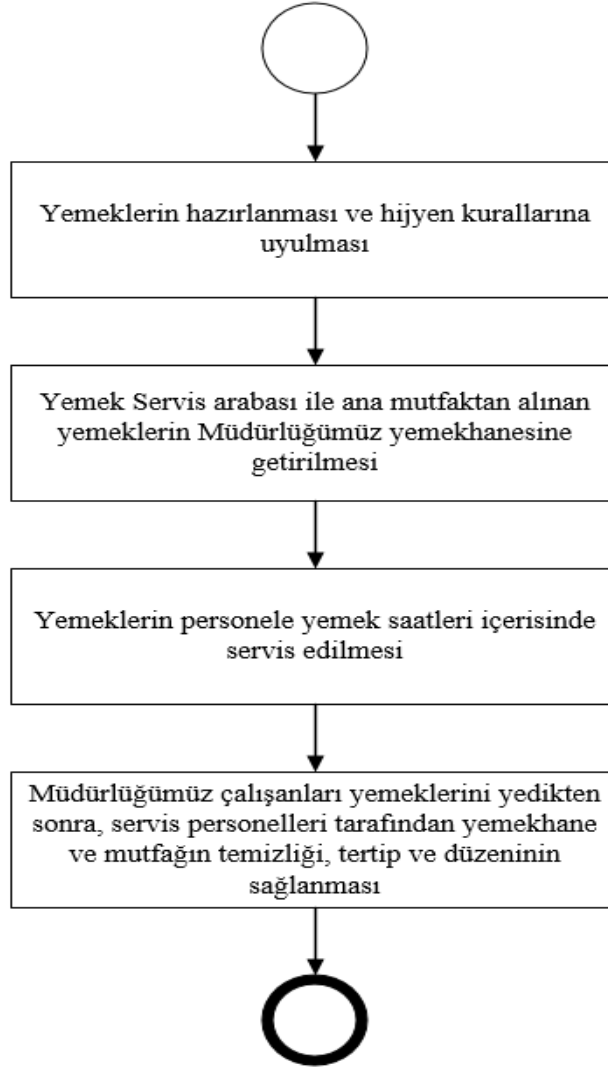 Yemeklerin hazırlanması ve hijyen kurallarına
uyulması
Yemek Servis arabası ile ana mutfaktan alınan
yemeklerin Müdürlüğümüz yemekhanesine
getirilmesi
Yemeklerin personele yemek saatleri içerisinde
servis edilmesi
Müdürlüğümüz çalışanları yemeklerini yedikten
sonra, servis personelleri tarafından yemekhane
ve mutfağın temizliği, tertip ve düzeninin
sağlanması